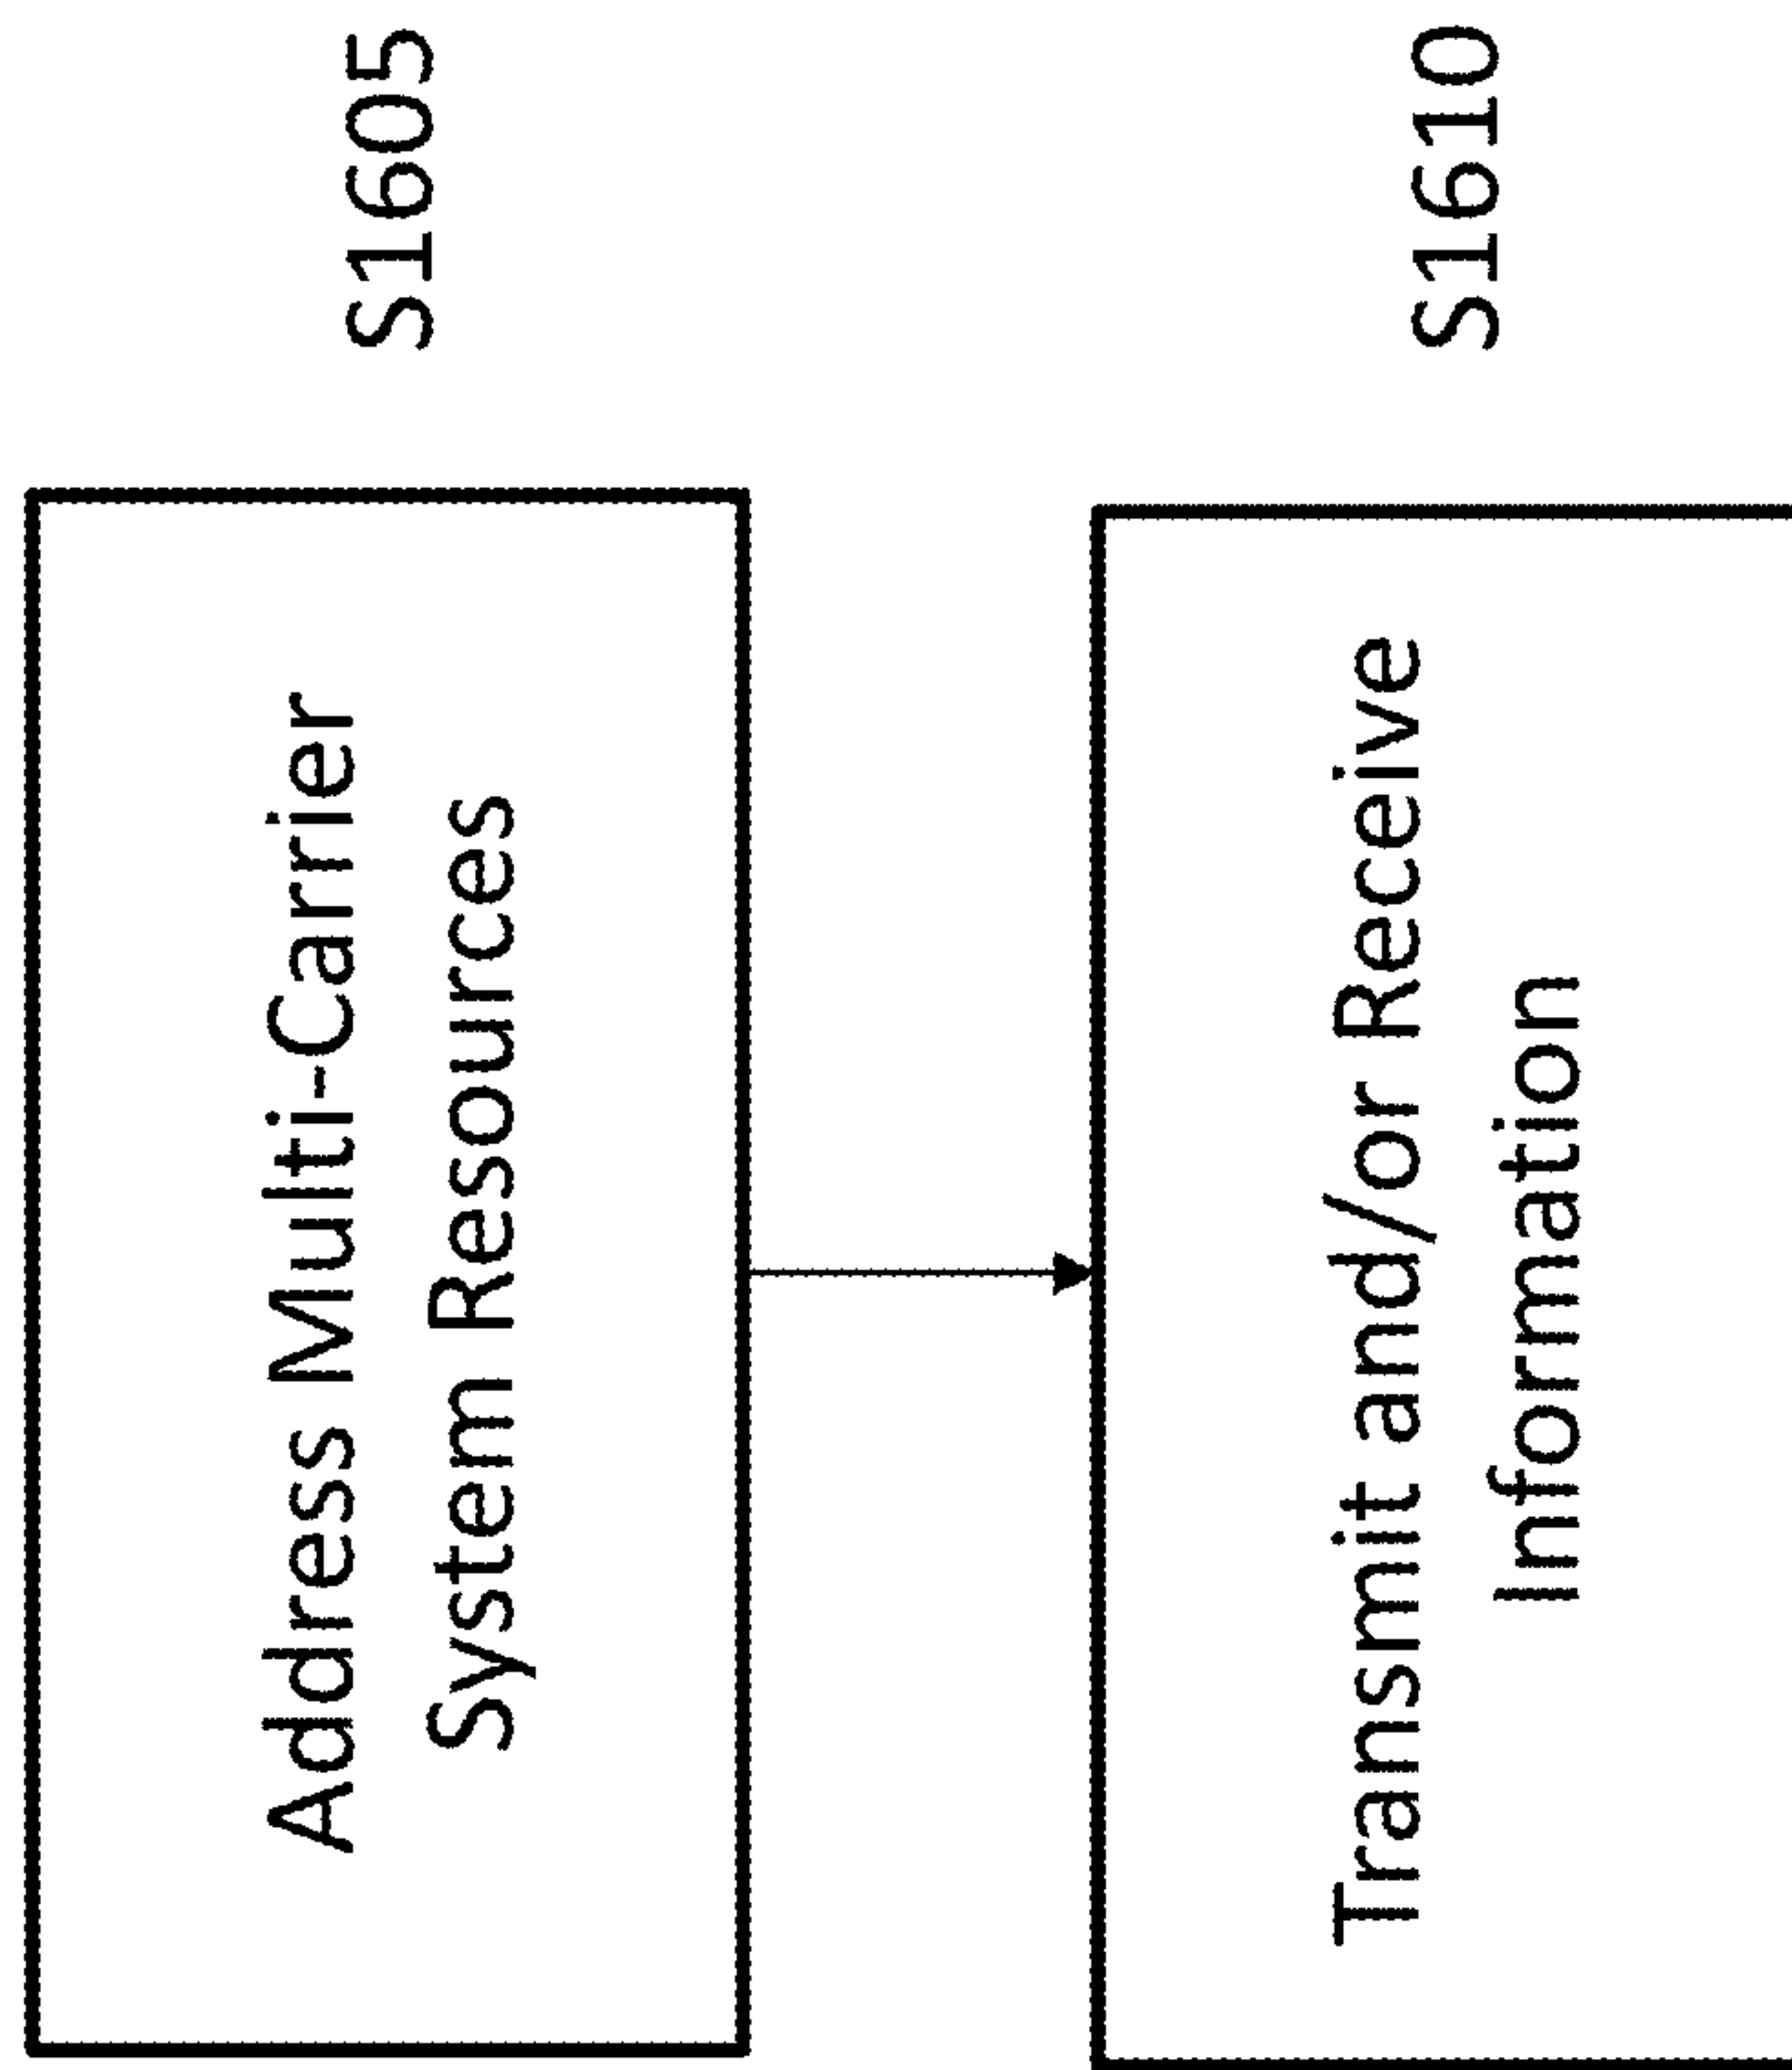 Address Multi-Carrier
System Resources
S1605
Transmit and/or Receive
Information
S1610